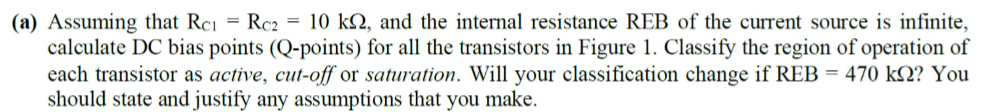 (a) Assuming that RC1 = RC2 = 10 kΩ, and the internal resistance REB of the current source is infinite,
calculate DC bias points (Q-points) for all the transistors in Figure 1. Classify the region of operation of
each transistor as active, cut-off or saturation. Will your classification change if REB = 470 kΩ? You
should state and justify any assumptions that you make.